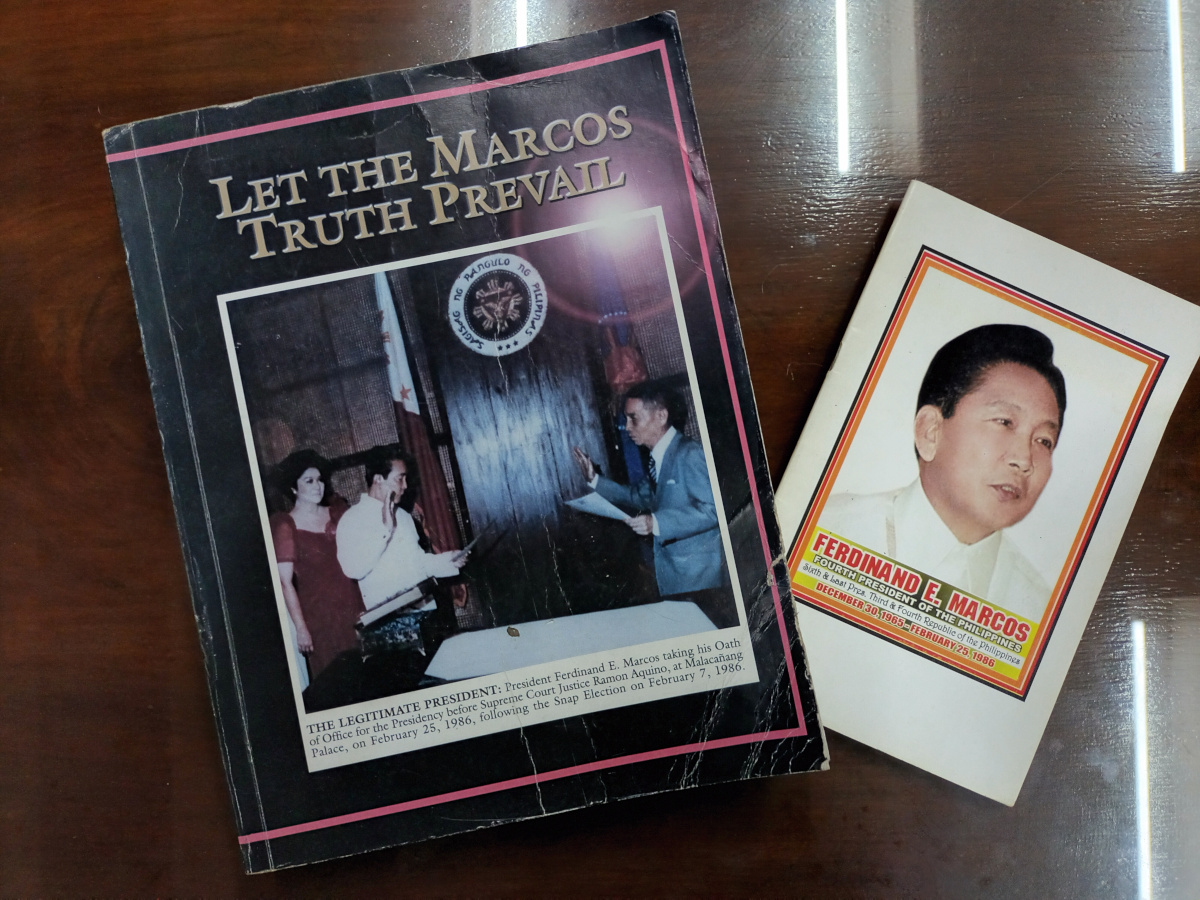 LET THE MARCOS
TRUTH PREVAIL
SAGISAG NG PANGULO NG PILIPINAS
THE LEGITIMATE PRESIDENT: President Ferdinand E. Marcos taking his Oath
of Office for the Presidency before Supreme Court Justice Ramon Aquino, at Malacañang
Palace, on February 25, 1986, following the Snap Election on February 7, 1986.
FERDINAND E. MARCOS
FOURTH PRESIDENT OF THE PHILIPPINES
Sixth & Last Pres. Third & Fourth Republic of the Philippines
DECEMBER 30, 1965 - FEBRUARY 25, 1986